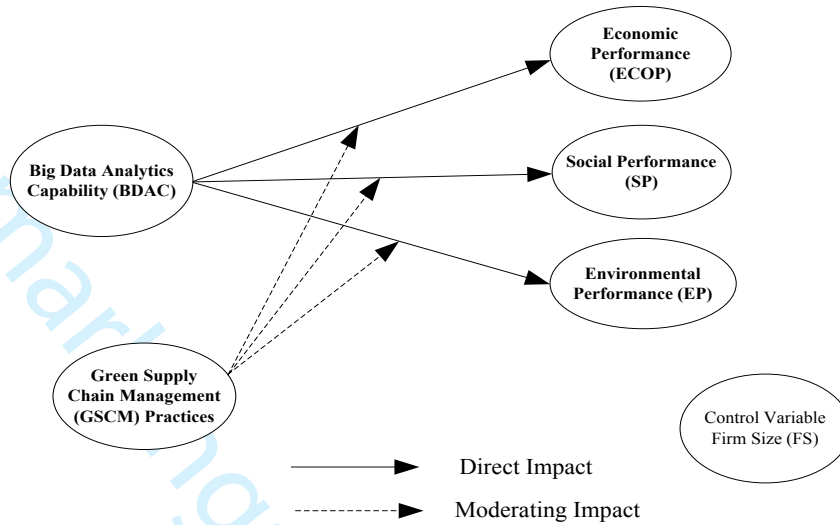 Economic
Performance
(ECOP)
Big Data Analytics
Capability (BDAC)
Social Performance
(SP)
Environmental
Performance (EP)
Green Supply
Chain Management
(GSCM) Practices
Control Variable
Firm Size (FS)
Direct Impact
Moderating Impact